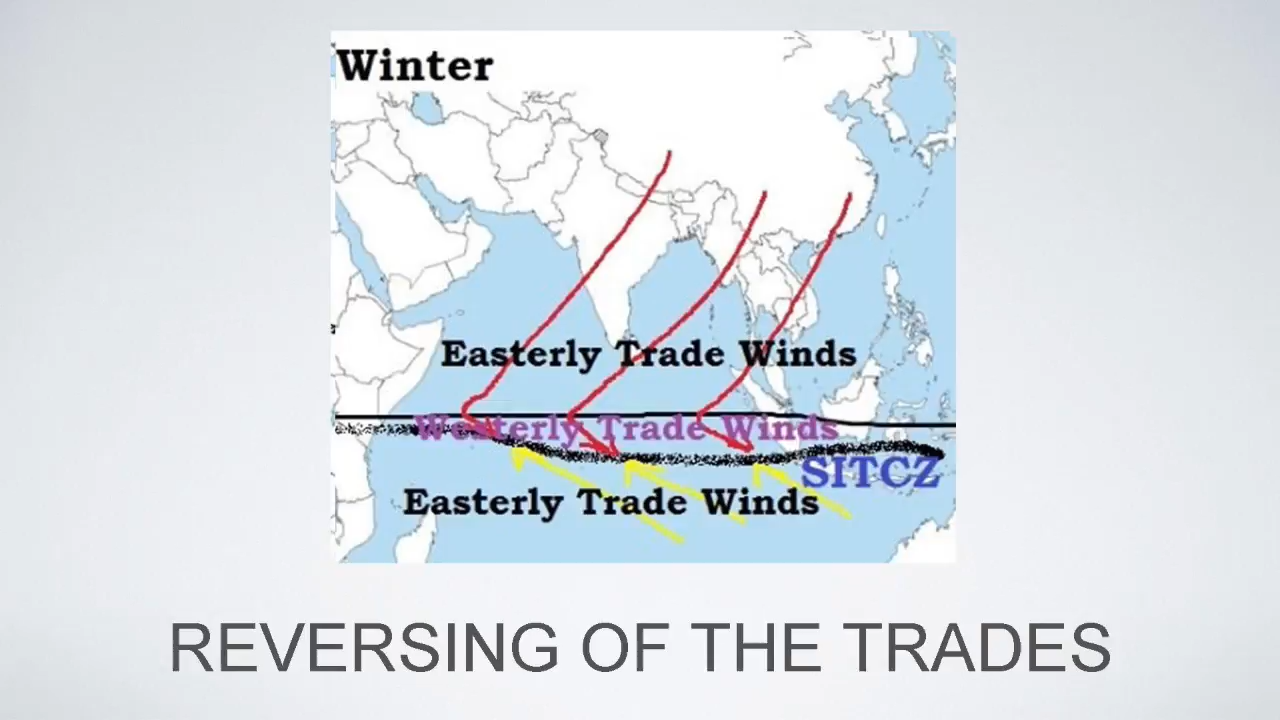 Winter
Easterly Trade Winds
Westerly Trade Winds
SITCZ
Easterly Trade Winds
REVERSING OF THE TRADES